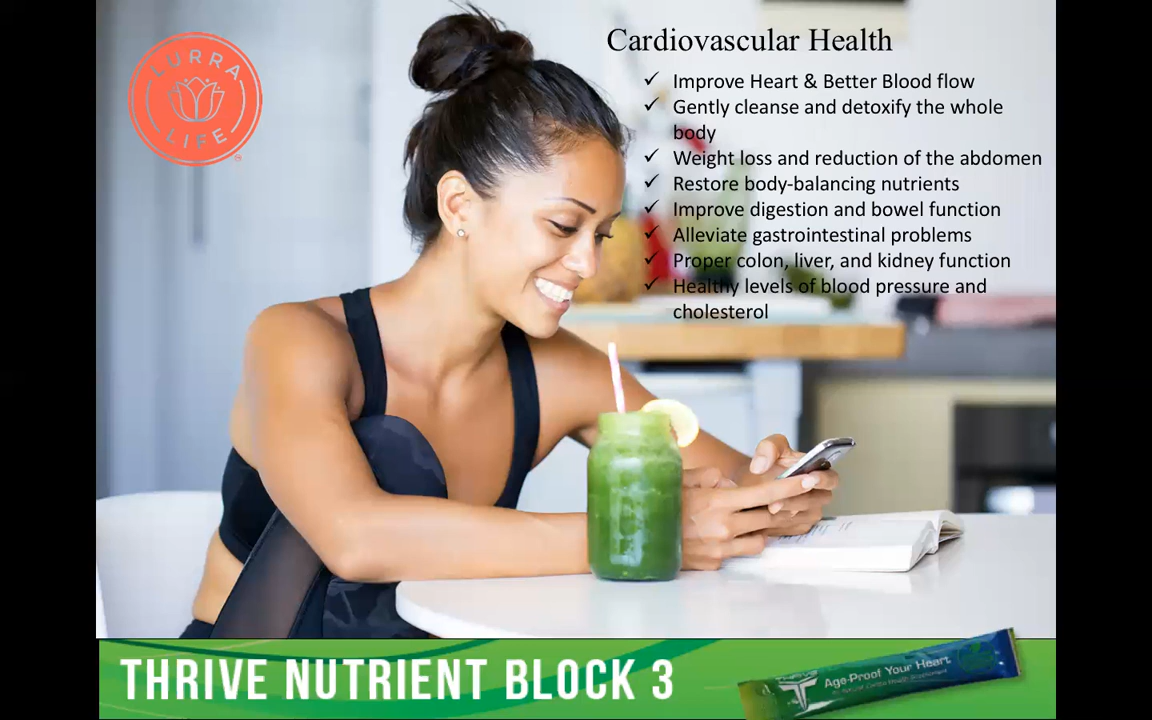 LURRA
LIFE
Cardiovascular Health
✓ Improve Heart & Better Blood flow
✓ Gently cleanse and detoxify the whole
body
✓ Weight loss and reduction of the abdomen
✓ Restore body-balancing nutrients
✓ Improve digestion and bowel function
✓ Alleviate gastrointestinal problems
✓ Proper colon, liver, and kidney function
✓ Healthy levels of blood pressure and
cholesterol
THRIVE NUTRIENT BLOCK 3
THRIVE
Age-Proof Your Heart